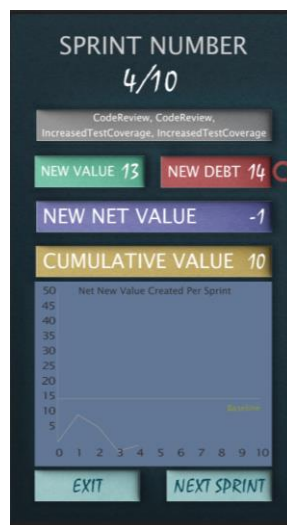 SPRINT NUMBER
4/10
CodeReview, CodeReview,
IncreasedTestCoverage, IncreasedTestCoverage
NEW VALUE 13 NEW DEBT 14
NEW NET VALUE -1
CUMULATIVE VALUE 10
Net New Value Created Per Sprint
50
45
40
35
30
25
20
15
10
5
Baseline
0 1 2 3 4 5 6 7 8 9 10
EXIT NEXT SPRINT